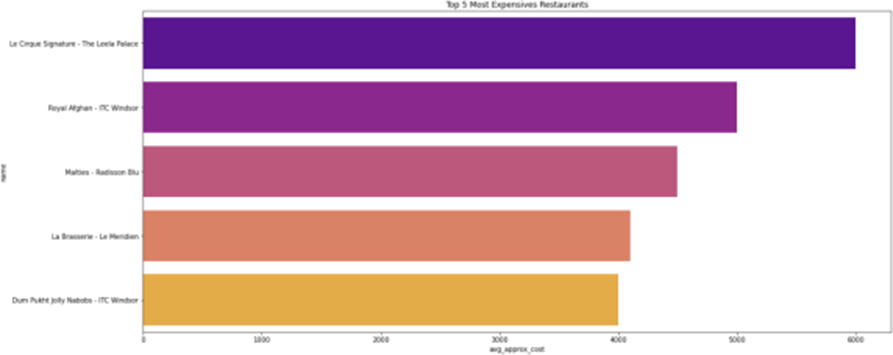 Top 5 Most Expensives Restaurants
Le Cirque Signature - The Leela Palace
Royal Afghan - ITC Windsor
Malties - Radisson Blu
La Brasserie - Le Meridien
Dum Pukht Jolly Nabobs - ITC Windsor
name
0 1000 2000 3000 4000 5000 6000
avg_approx_cost